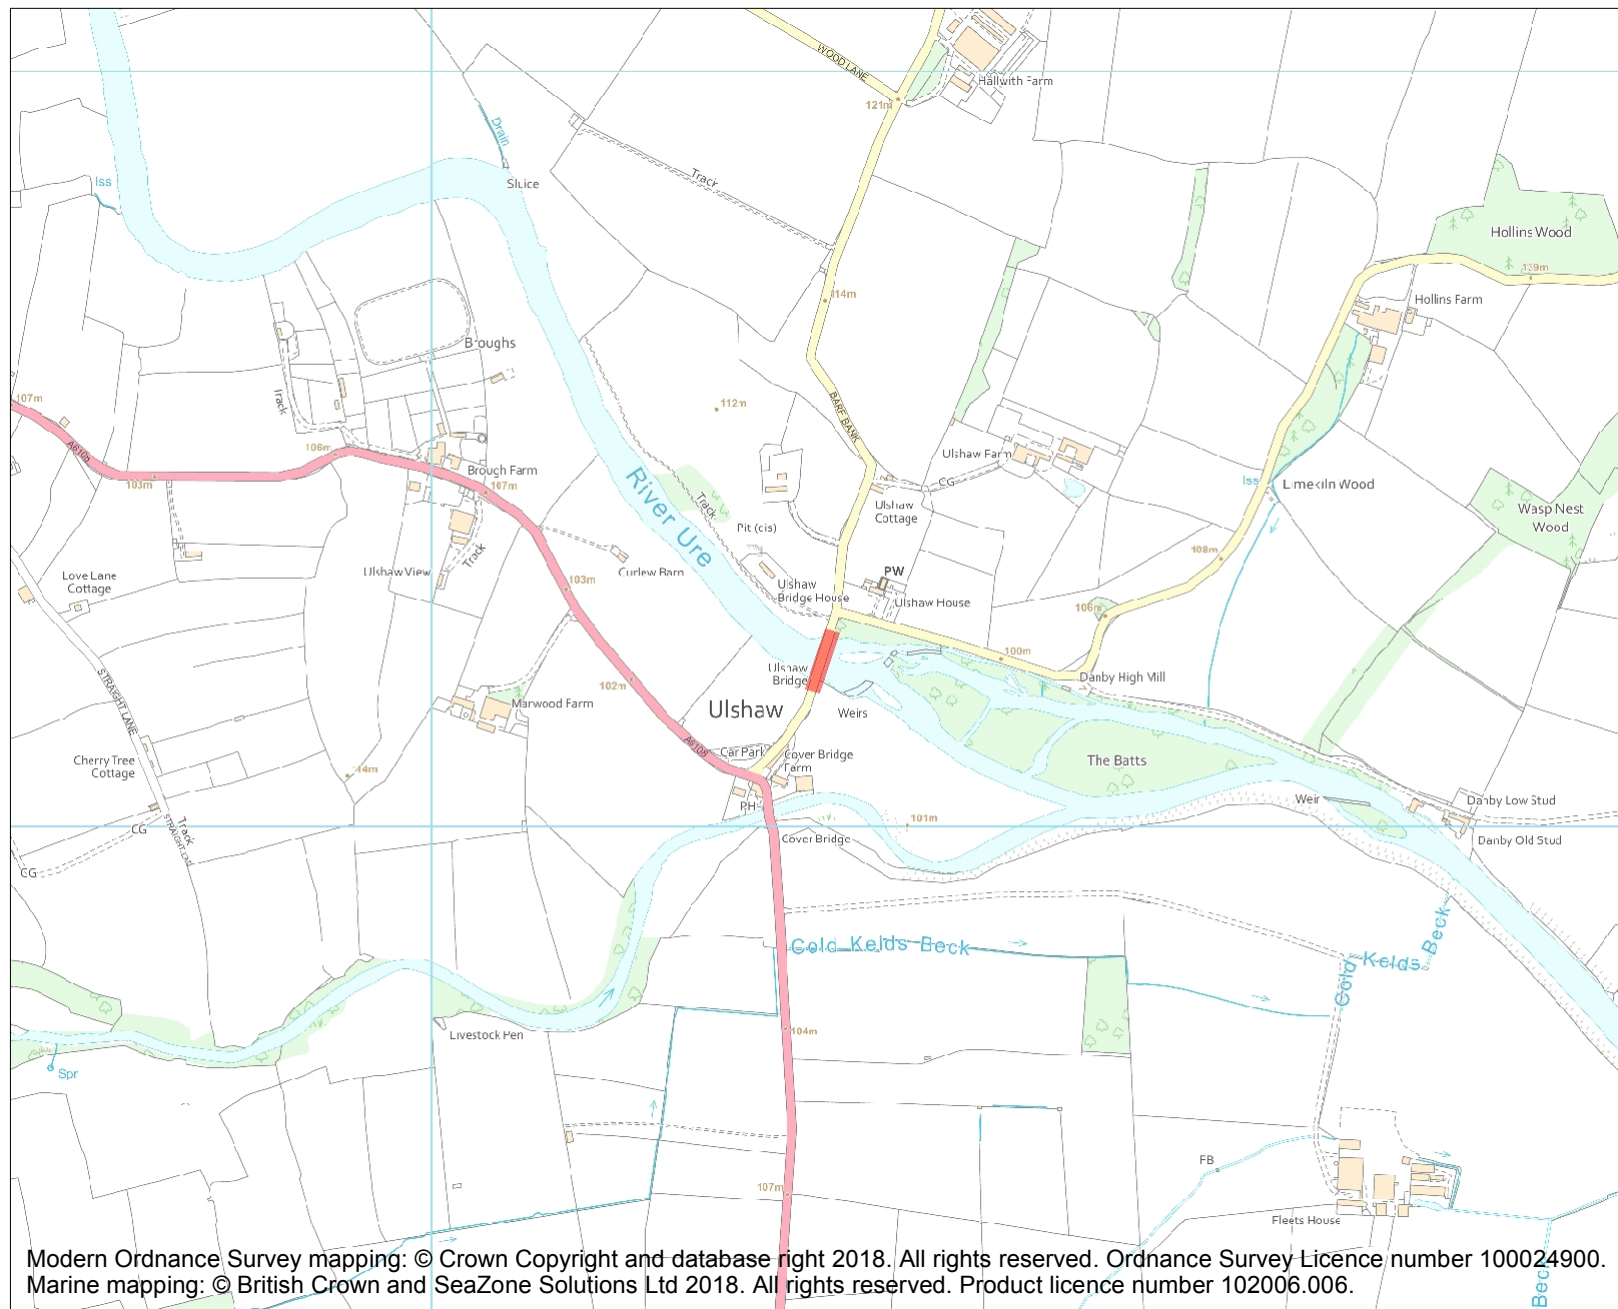 WOOD LANE
121m
Hallwith Farm
Drain
Sluice
Track
Iss
Hollins Wood
139m
Hollins Farm
114m
Broughs
Track
107m
A6108
106m
103m
Brough Farm
107m
112m
BARF BANK
River Ure
Track
Pit (dis)
Ulshaw Farm
CG
Ulshaw
Cottage
Iss
Limekiln Wood
Wasp Nest
Wood
108m
Love Lane
Cottage
Ulshaw View
Track
Curlew Barn
103m
Ulshaw
Bridge House
PW
Ulshaw House
106m
100m
Danby High Mill
Ulshaw
Bridge
Weirs
Ulshaw
102m
Marwood Farm
STRAIGHT LANE
Cherry Tree
Cottage
A6108
Car Park
Cover Bridge
Farm
The Batts
PH
Weir
Danby Low Stud
Danby Old Stud
101m
Cover Bridge
CG
Track
STRAIGHT LANE
CG
Cold Kelds Beck
Cold Kelds Beck
Livestock Pen
104m
Spr
107m
FB
Fleets House
Beck
Modern Ordnance Survey mapping: © Crown Copyright and database right 2018. All rights reserved. Ordnance Survey Licence number 100024900.
Marine mapping: © British Crown and SeaZone Solutions Ltd 2018. All rights reserved. Product licence number 102006.006.